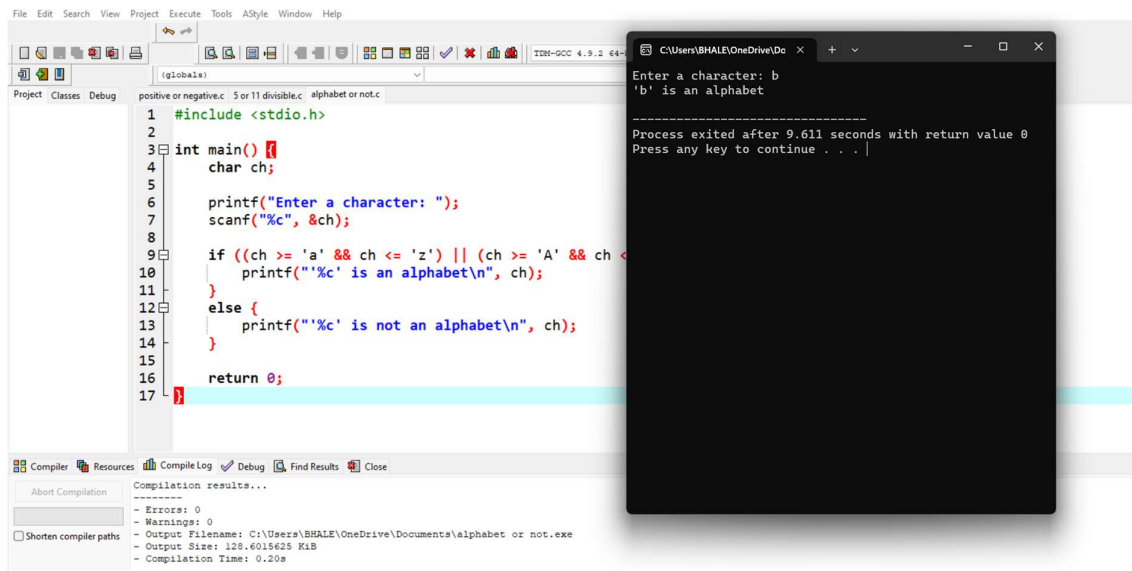 File Edit Search View Project Execute Tools AStyle Window Help
TDM-GCC 4.9.2 64-
(globals)
Project Classes Debug
positive or negative.c 5 or 11 divisible.c alphabet or not.c
1 #include <stdio.h>
2
3 int main() {
4 char ch;
5
6 printf("Enter a character: ");
7 scanf("%c", &ch);
8
9 if ((ch >= 'a' && ch <= 'z') || (ch >= 'A' && ch <
10 printf("'%c' is an alphabet\n", ch);
11 }
12 else {
13 printf("'%c' is not an alphabet\n", ch);
14 }
15
16 return 0;
17 }
C:\Users\BHALE\OneDrive\Do
Enter a character: b
'b' is an alphabet
--------------------------------
Process exited after 9.611 seconds with return value 0
Press any key to continue . . .
Compiler Resources Compile Log Debug Find Results Close
Abort Compilation
Shorten compiler paths
Compilation results...
--------
- Errors: 0
- Warnings: 0
- Output Filename: C:\Users\BHALE\OneDrive\Documents\alphabet or not.exe
- Output Size: 128.6015625 KiB
- Compilation Time: 0.20s